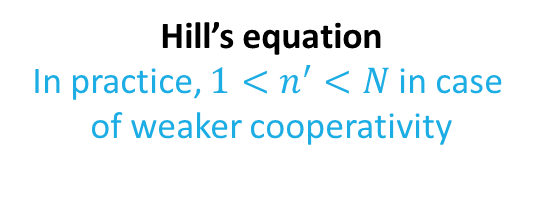 Hill’s equation
In practice, 1 < n′ < N in case
of weaker cooperativity